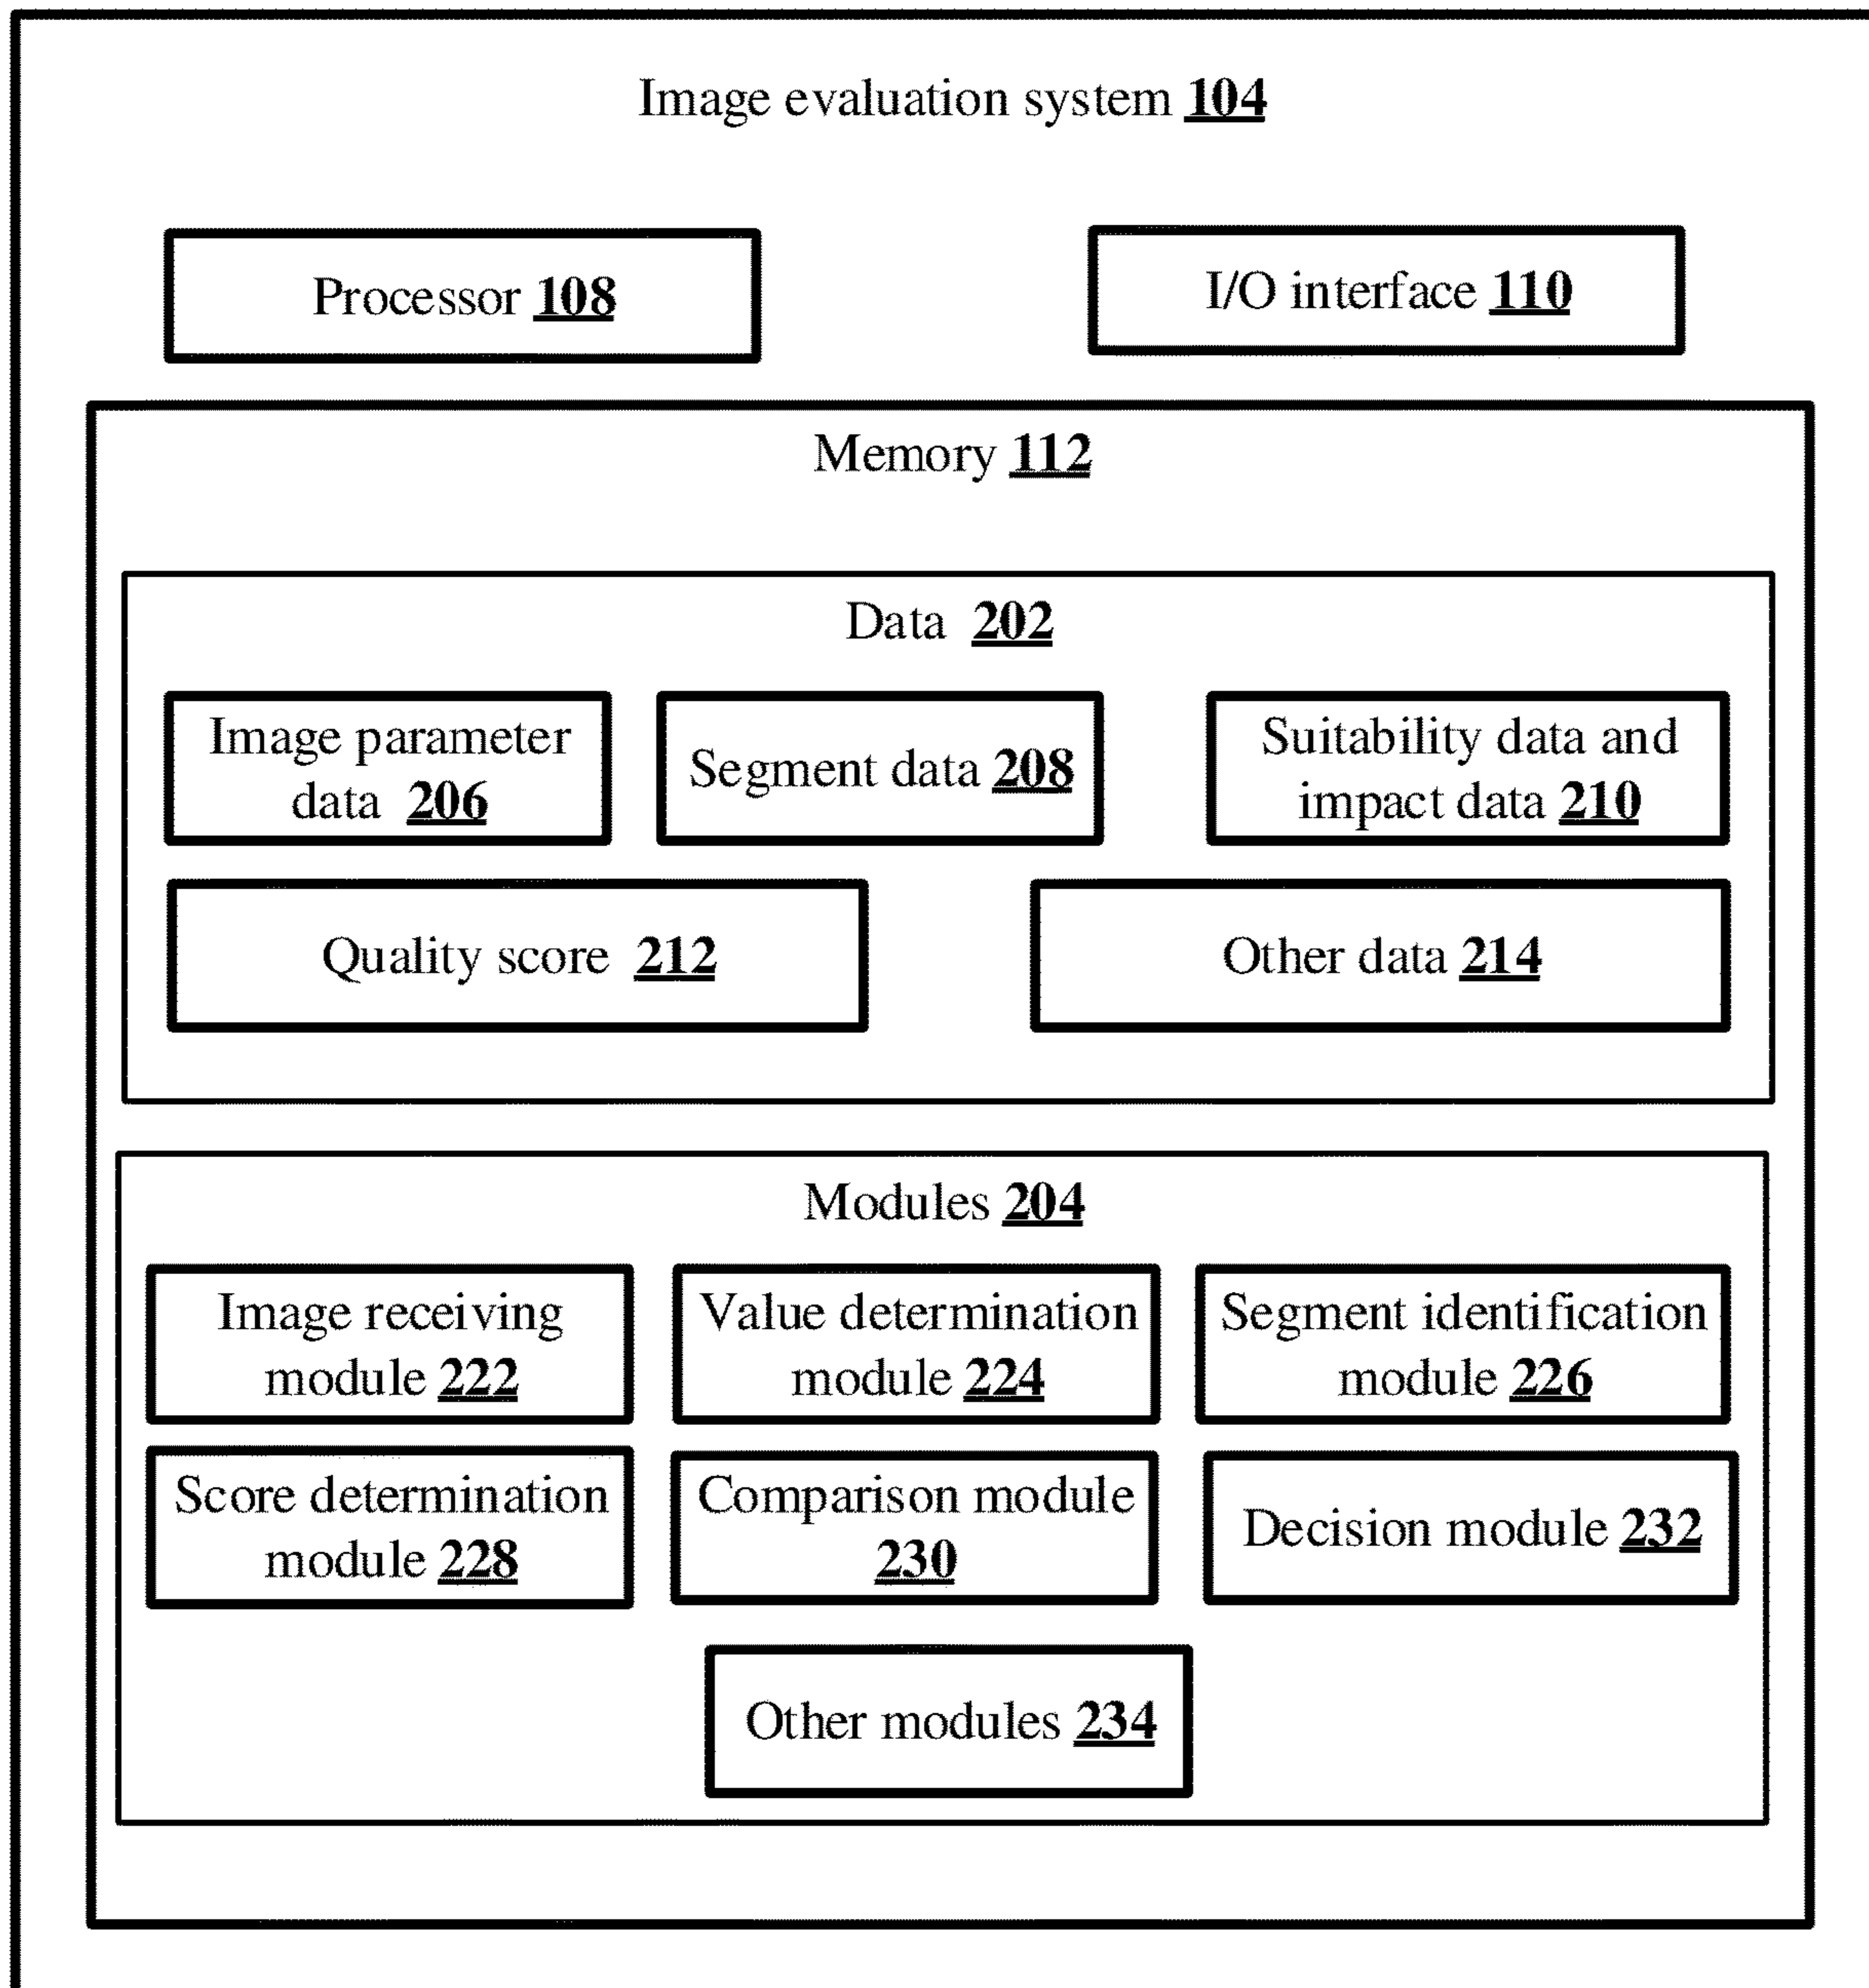 Image evaluation system 104
Processor 108
I/O interface 110
Memory 112
Data 202
Image parameter
data 206
Segment data 208
Suitability data and
impact data 210
Quality score 212
Other data 214
Modules 204
Image receiving
module 222
Value determination
module 224
Segment identification
module 226
Score determination
module 228
Comparison module
230
Decision module 232
Other modules 234